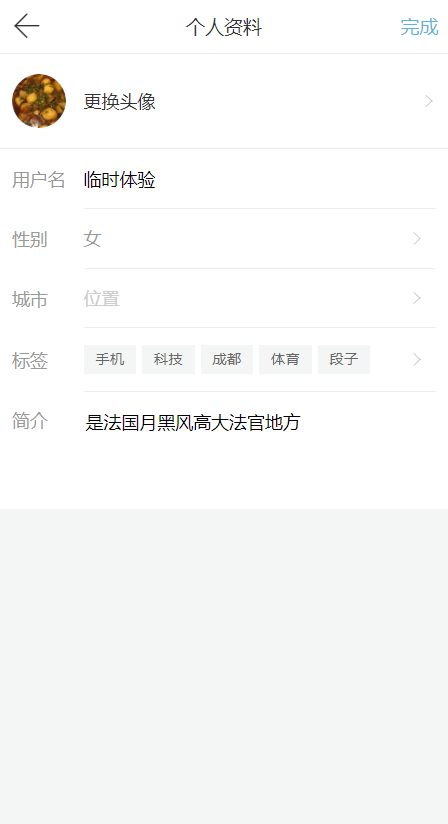 个人资料 完成
更换头像
用户名 临时体验
性别 女
城市 位置
标签 手机 科技 成都 体育 段子
简介 是法国月黑风高大法官地方